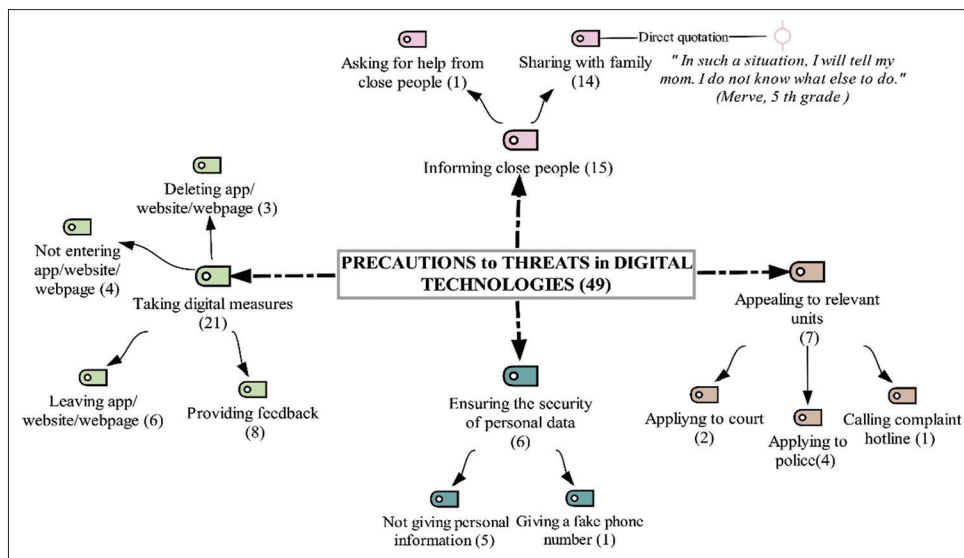 Direct quotation
Asking for help from
close people (1)
Sharing with family
(14)
" In such a situation, I will tell my
mom. I do not know what else to do."
(Merve, 5 th grade )
Informing close people (15)
Deleting app/
website/webpage (3)
Not entering
app/website/
webpage (4)
Taking digital measures
(21)
Leaving app/
website/webpage (6)
Providing feedback
(8)
PRECAUTIONS to THREATS in DIGITAL
TECHNOLOGIES (49)
Ensuring the security
of personal data
(6)
Not giving personal
information (5)
Giving a fake phone
number (1)
Appealing to relevant
units
(7)
Appliyng to court
(2)
Applying to
police(4)
Calling complaint
hotline (1)